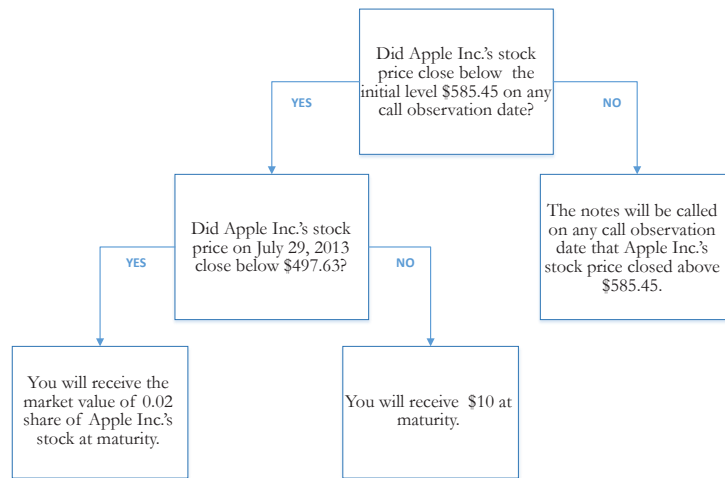 Did Apple Inc.'s stock
price close below the
initial level $585.45 on any
call observation date?
YES
NO
Did Apple Inc.'s stock
price on July 29, 2013
close below $497.63?
The notes will be called
on any call observation
date that Apple Inc.'s
stock price closed above
$585.45.
YES
NO
You will receive the
market value of 0.02
share of Apple Inc.'s
stock at maturity.
You will receive $10 at
maturity.